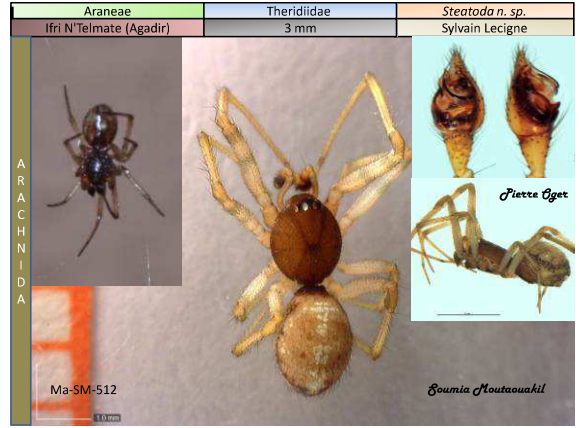 Araneae Theridiidae Steatoda n. sp.
Ifri N'Telmate (Agadir) 3 mm Sylvain Lecigne
ARACHNIDA
Pierre Oger
Ma-SM-512
Soumia Moutaouakil
1.0 mm